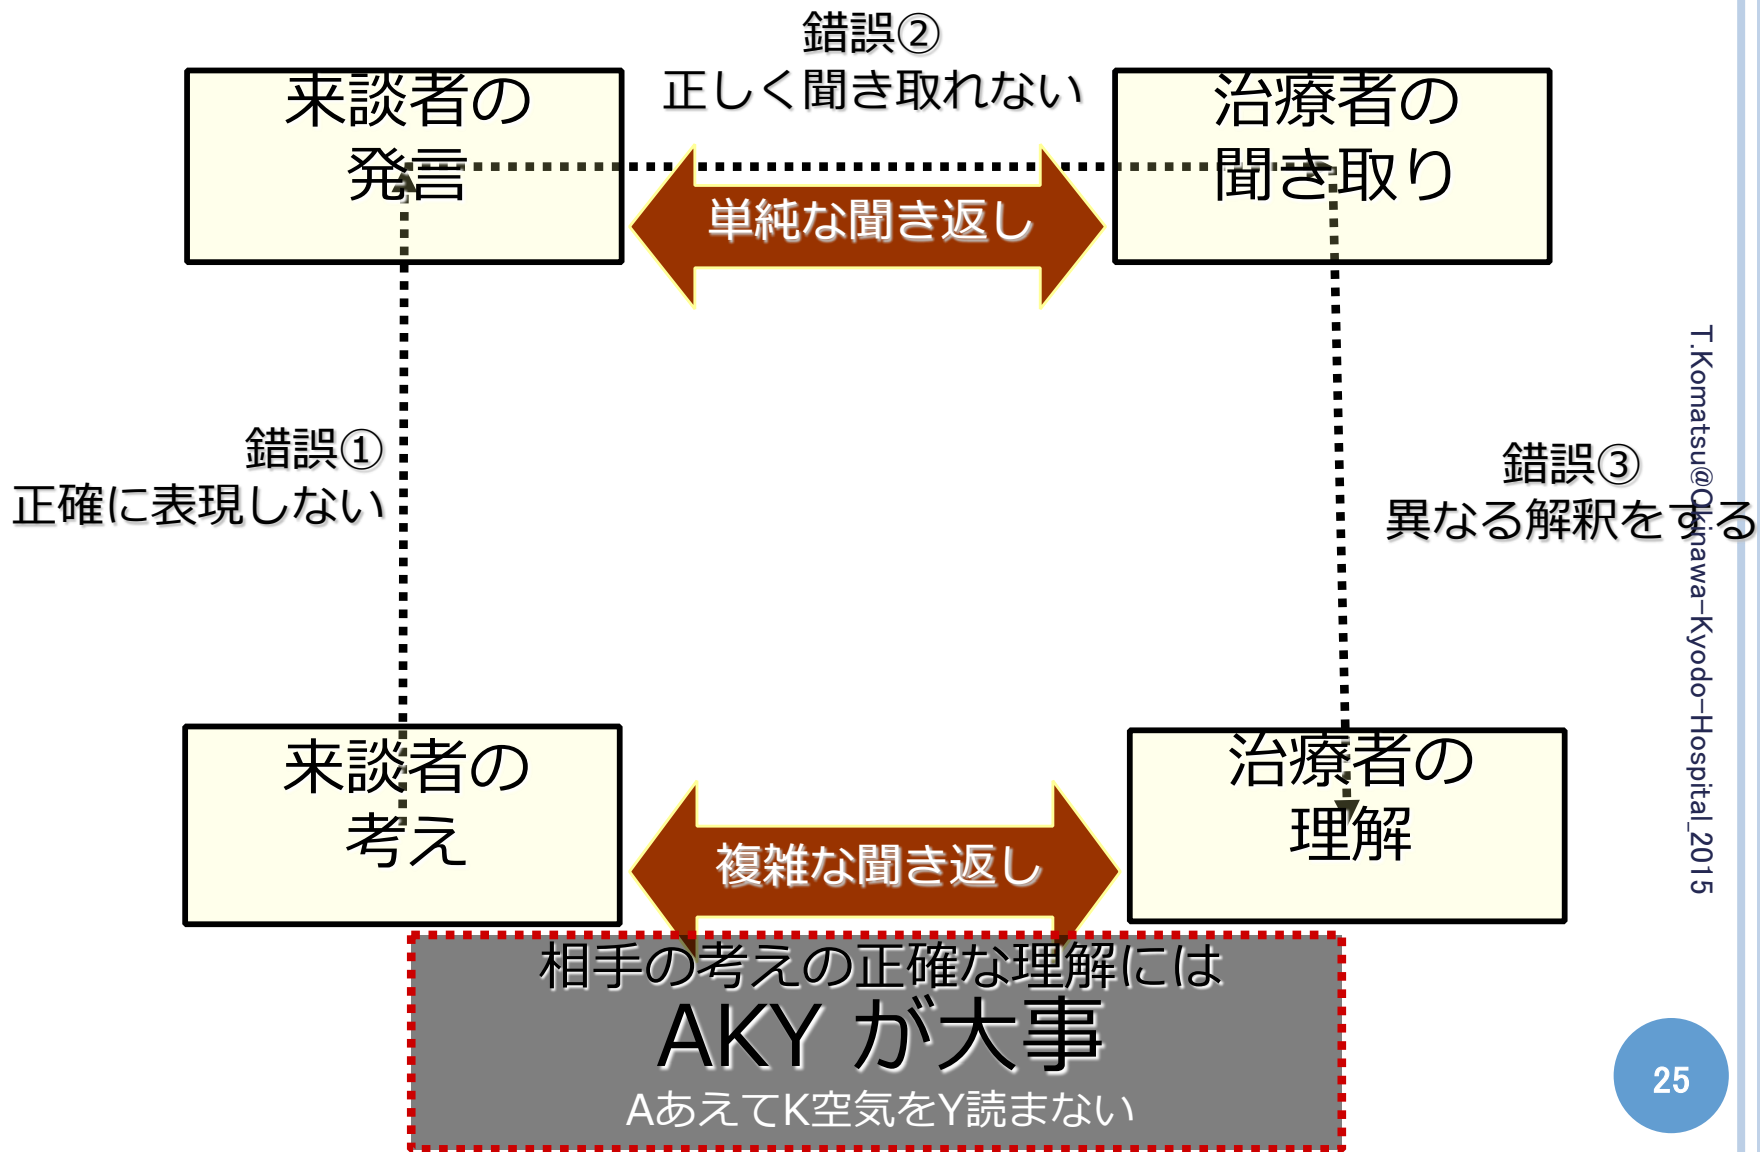 錯誤②
正しく聞き取れない
来談者の
発言
治療者の
聞き取り
単純な聞き返し
錯誤①
正確に表現しない
錯誤③
異なる解釈をする
来談者の
考え
治療者の
理解
複雑な聞き返し
相手の考えの正確な理解には
AKY が大事
AあえてK空気をY読まない
T.Komatsu@Okinawa-Kyodo-Hospital_2015
25